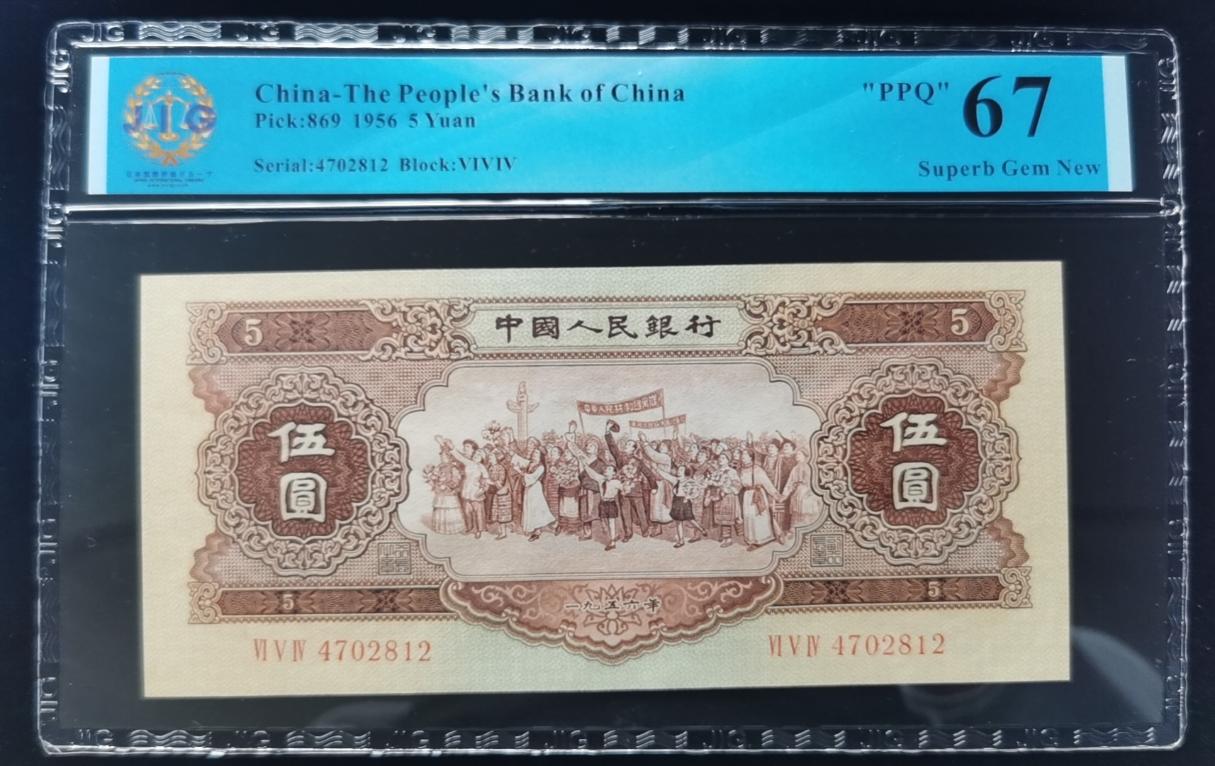 China-The People's Bank of China
Pick:869 1956 5 Yuan
Serial:4702812 Block:VIVIV
"PPQ" 67
Superb Gem New
JIG
中國人民銀行
5
5
伍圓
伍圓
5
一九五六年
5
VI V IV 4702812
VI V IV 4702812